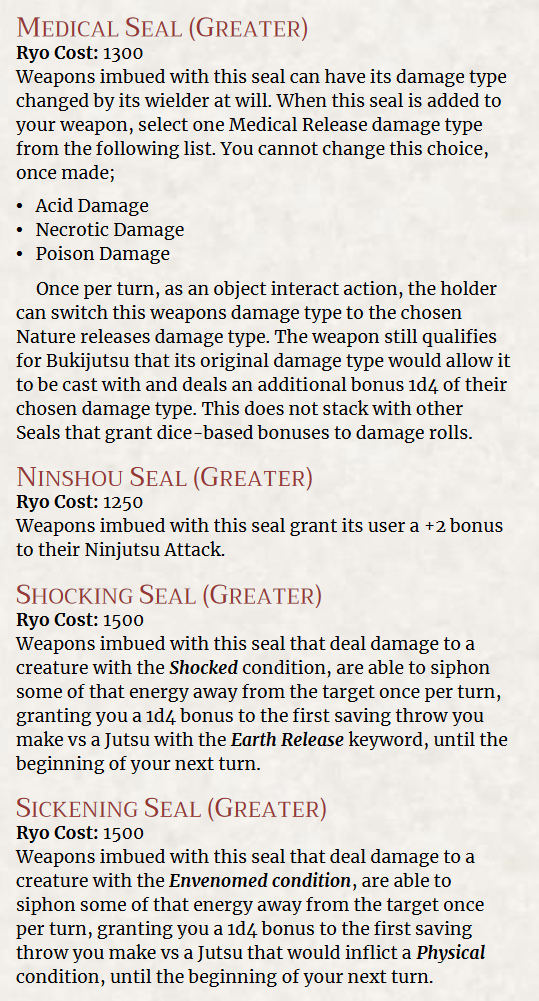 Medical Seal (Greater)
Ryo Cost: 1300
Weapons imbued with this seal can have its damage type
changed by its wielder at will. When this seal is added to
your weapon, select one Medical Release damage type
from the following list. You cannot change this choice,
once made;
• Acid Damage
• Necrotic Damage
• Poison Damage
Once per turn, as an object interact action, the holder
can switch this weapons damage type to the chosen
Nature releases damage type. The weapon still qualifies
for Bukijutsu that its original damage type would allow it
to be cast with and deals an additional bonus 1d4 of their
chosen damage type. This does not stack with other
Seals that grant dice-based bonuses to damage rolls.
Ninshou Seal (Greater)
Ryo Cost: 1250
Weapons imbued with this seal grant its user a +2 bonus
to their Ninjutsu Attack.
Shocking Seal (Greater)
Ryo Cost: 1500
Weapons imbued with this seal that deal damage to a
creature with the Shocked condition, are able to siphon
some of that energy away from the target once per turn,
granting you a 1d4 bonus to the first saving throw you
make vs a Jutsu with the Earth Release keyword, until the
beginning of your next turn.
Sickening Seal (Greater)
Ryo Cost: 1500
Weapons imbued with this seal that deal damage to a
creature with the Envenomed condition, are able to
siphon some of that energy away from the target once
per turn, granting you a 1d4 bonus to the first saving
throw you make vs a Jutsu that would inflict a Physical
condition, until the beginning of your next turn.